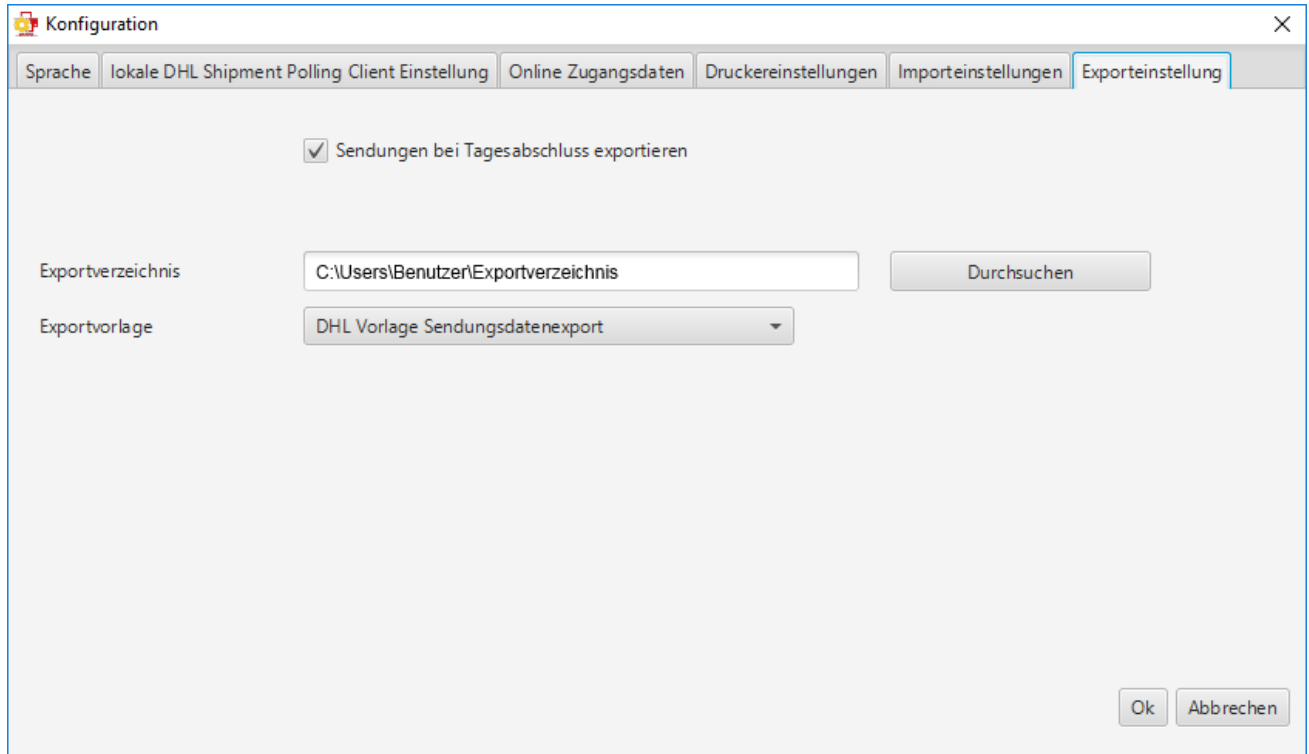 Konfiguration
Sprache lokale DHL Shipment Polling Client Einstellung Online Zugangsdaten Druckereinstellungen Importeinstellungen Exporteinstellung
Sendungen bei Tagesabschluss exportieren
Exportverzeichnis C:\Users\Benutzer\Exportverzeichnis Durchsuchen
Exportvorlage DHL Vorlage Sendungsdatenexport
Ok Abbrechen